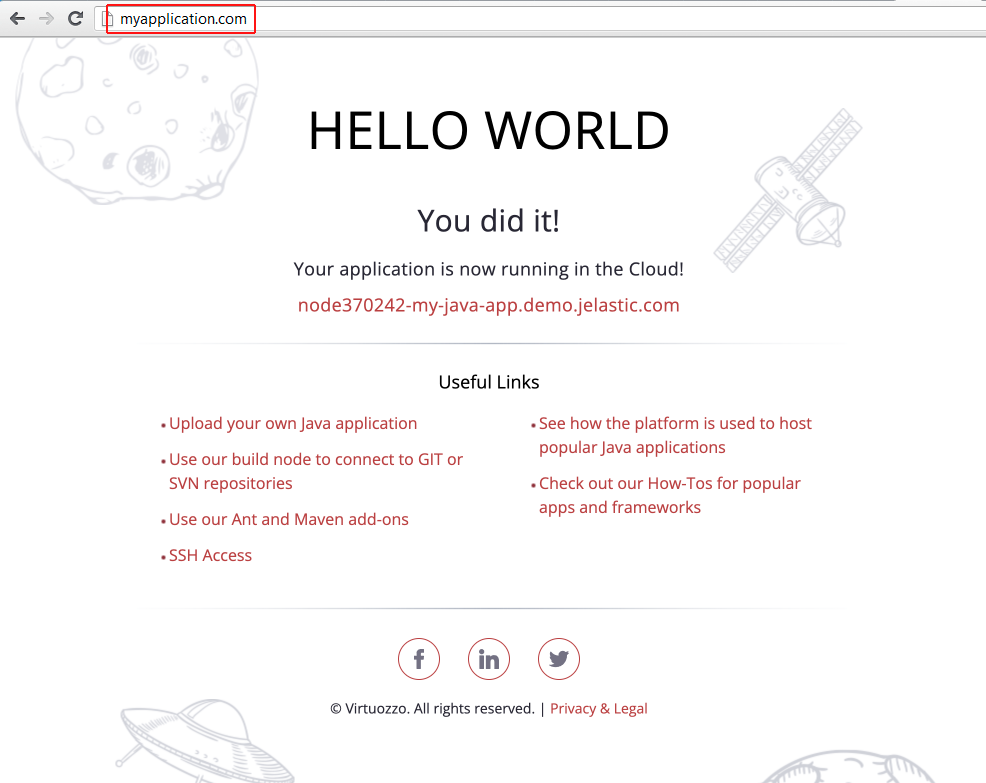 myapplication.com
HELLO WORLD
You did it!
Your application is now running in the Cloud!
node370242-my-java-app.demo.jelastic.com
Useful Links
Upload your own Java application
Use our build node to connect to GIT or
SVN repositories
Use our Ant and Maven add-ons
SSH Access
See how the platform is used to host
popular Java applications
Check out our How-Tos for popular
apps and frameworks
© Virtuozzo. All rights reserved. | Privacy & Legal